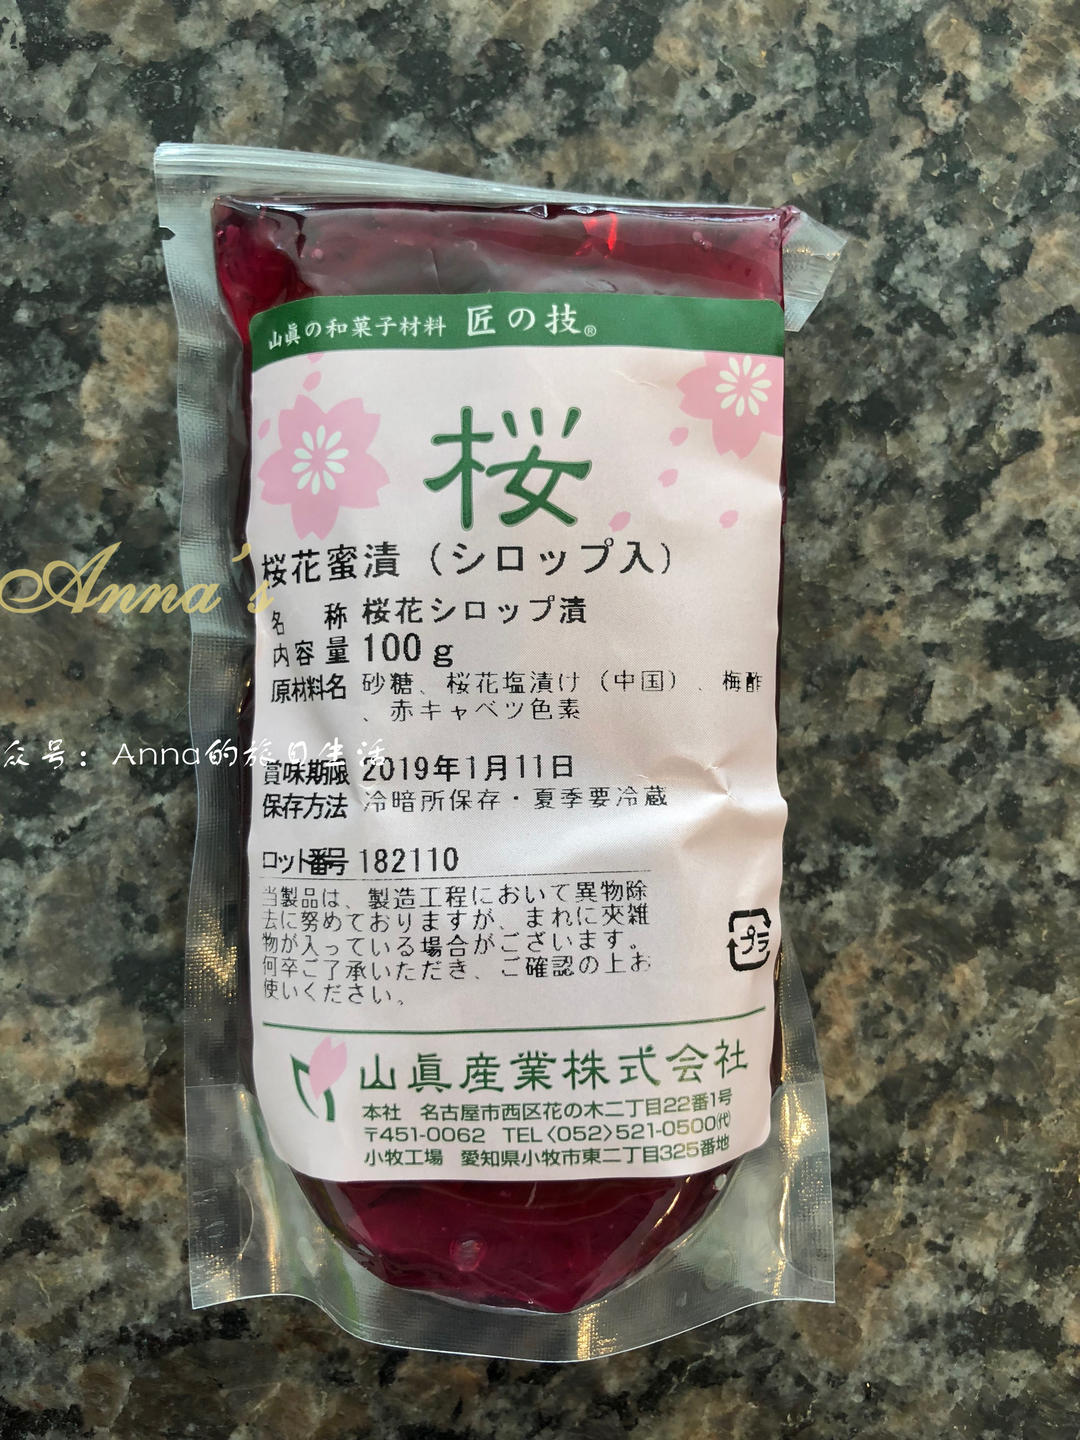 山眞の和菓子材料 匠の技®
桜
桜花蜜漬（シロップ入）
名 称 桜花シロップ漬
内容量 100g
原材料名 砂糖、桜花塩漬け（中国）、梅酢
、赤キャベツ色素
賞味期限 2019年1月11日
保存方法 冷暗所保存・夏季要冷蔵
ロット番号 182110
当製品は、製造工程において異物除
去に努めておりますが、まれに夾雑
物が入っている場合がございます。
何卒ご了承いただき、ご確認の上お
使いください。
プラ
山眞産業株式会社
本社 名古屋市西区花の木二丁目22番1号
〒451-0062 TEL〈052〉521-0500(代)
小牧工場 愛知県小牧市東二丁目325番地
Anna's
众号：Anna的旅日生活